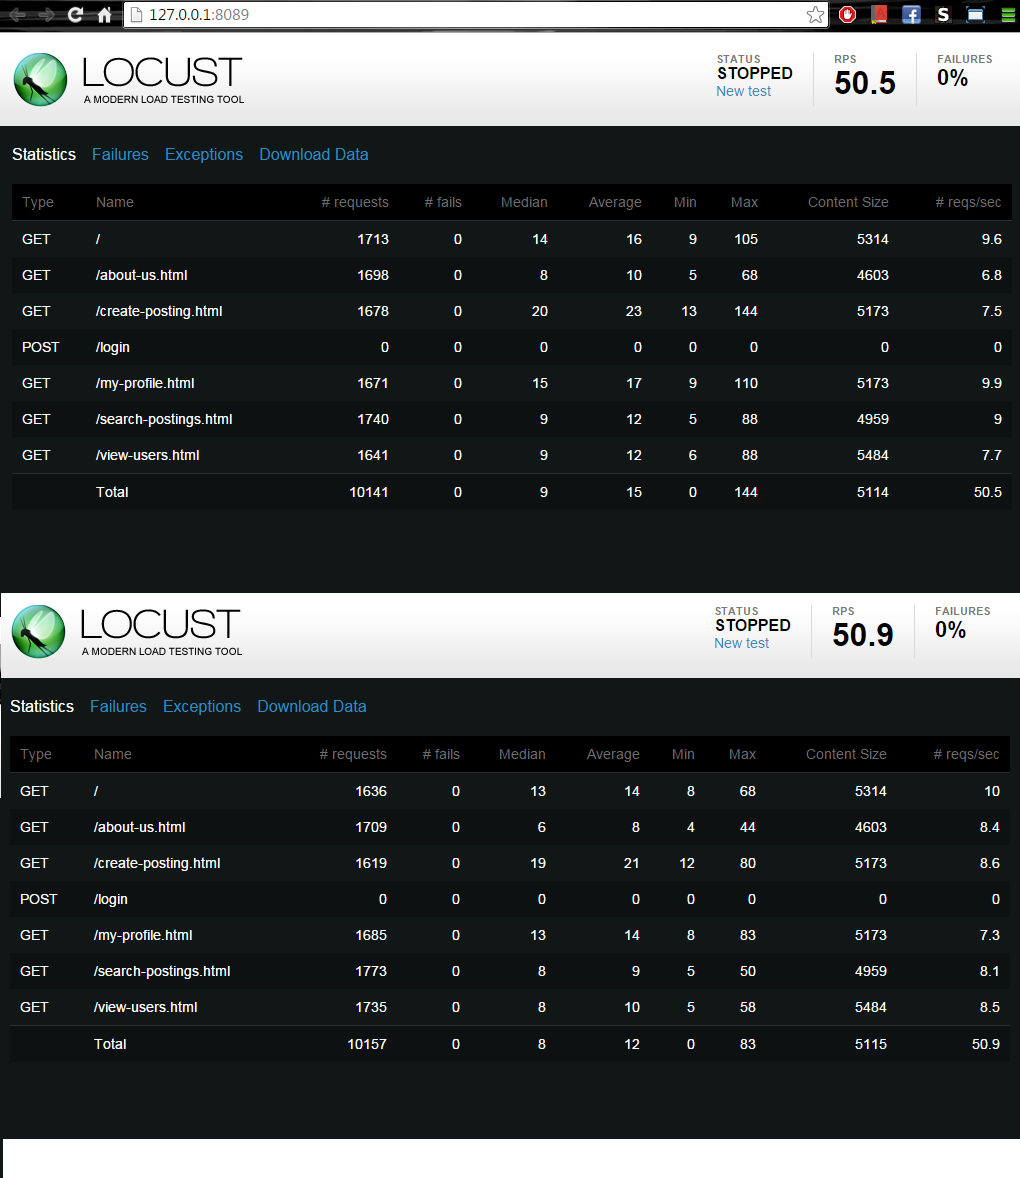 127.0.0.1:8089
LOCUST
A MODERN LOAD TESTING TOOL
STATUS
STOPPED
New test
RPS
50.5
FAILURES
0%
Statistics Failures Exceptions Download Data
Type Name # requests # fails Median Average Min Max Content Size # reqs/sec
GET / 1713 0 14 16 9 105 5314 9.6
GET /about-us.html 1698 0 8 10 5 68 4603 6.8
GET /create-posting.html 1678 0 20 23 13 144 5173 7.5
POST /login 0 0 0 0 0 0 0 0
GET /my-profile.html 1671 0 15 17 9 110 5173 9.9
GET /search-postings.html 1740 0 9 12 5 88 4959 9
GET /view-users.html 1641 0 9 12 6 88 5484 7.7
Total 10141 0 9 15 0 144 5114 50.5
LOCUST
A MODERN LOAD TESTING TOOL
STATUS
STOPPED
New test
RPS
50.9
FAILURES
0%
Statistics Failures Exceptions Download Data
Type Name # requests # fails Median Average Min Max Content Size # reqs/sec
GET / 1636 0 13 14 8 68 5314 10
GET /about-us.html 1709 0 6 8 4 44 4603 8.4
GET /create-posting.html 1619 0 19 21 12 80 5173 8.6
POST /login 0 0 0 0 0 0 0 0
GET /my-profile.html 1685 0 13 14 8 83 5173 7.3
GET /search-postings.html 1773 0 8 9 5 50 4959 8.1
GET /view-users.html 1735 0 8 10 5 58 5484 8.5
Total 10157 0 8 12 0 83 5115 50.9